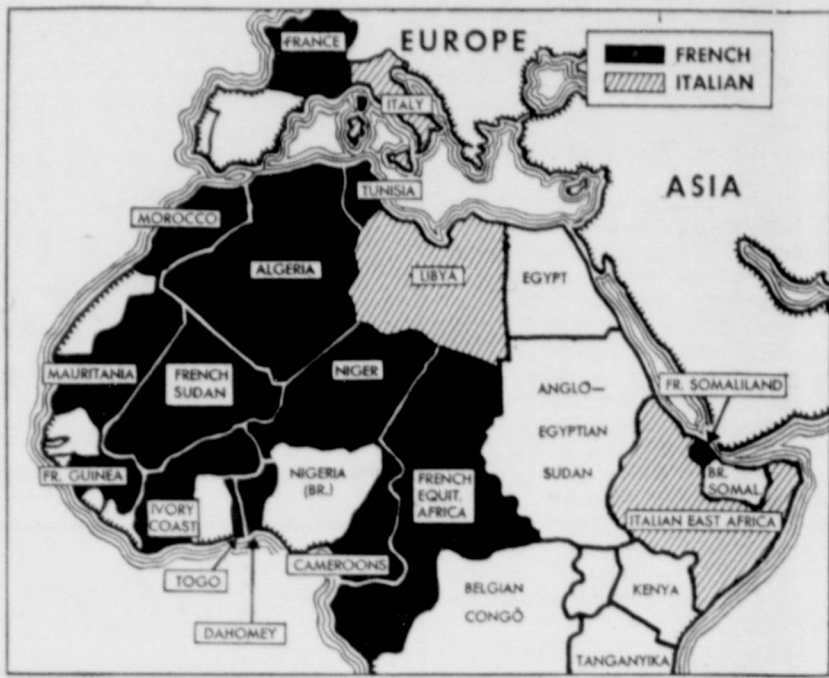 FRANCE
EUROPE
FRENCH
ITALIAN
ITALY
ASIA
TUNISIA
MOROCCO
ALGERIA
LIBYA
EGYPT
MAURITANIA
FRENCH
SUDAN
NIGER
ANGLO—
EGYPTIAN
SUDAN
FR. SOMALILAND
FR. GUINEA
IVORY
COAST
NIGERIA
(BR.)
FRENCH
EQUIT.
AFRICA
BR.
SOMAL.
ITALIAN EAST AFRICA
TOGO
CAMEROONS
DAHOMEY
BELGIAN
CONGÔ
KENYA
TANGANYIKA